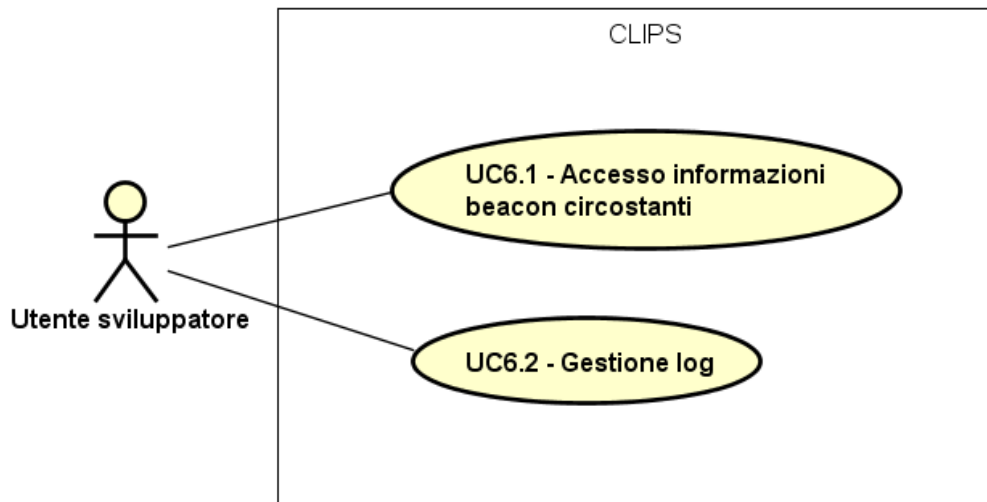 CLIPS
UC6.1 - Accesso informazioni
beacon circostanti
Utente sviluppatore
UC6.2 - Gestione log